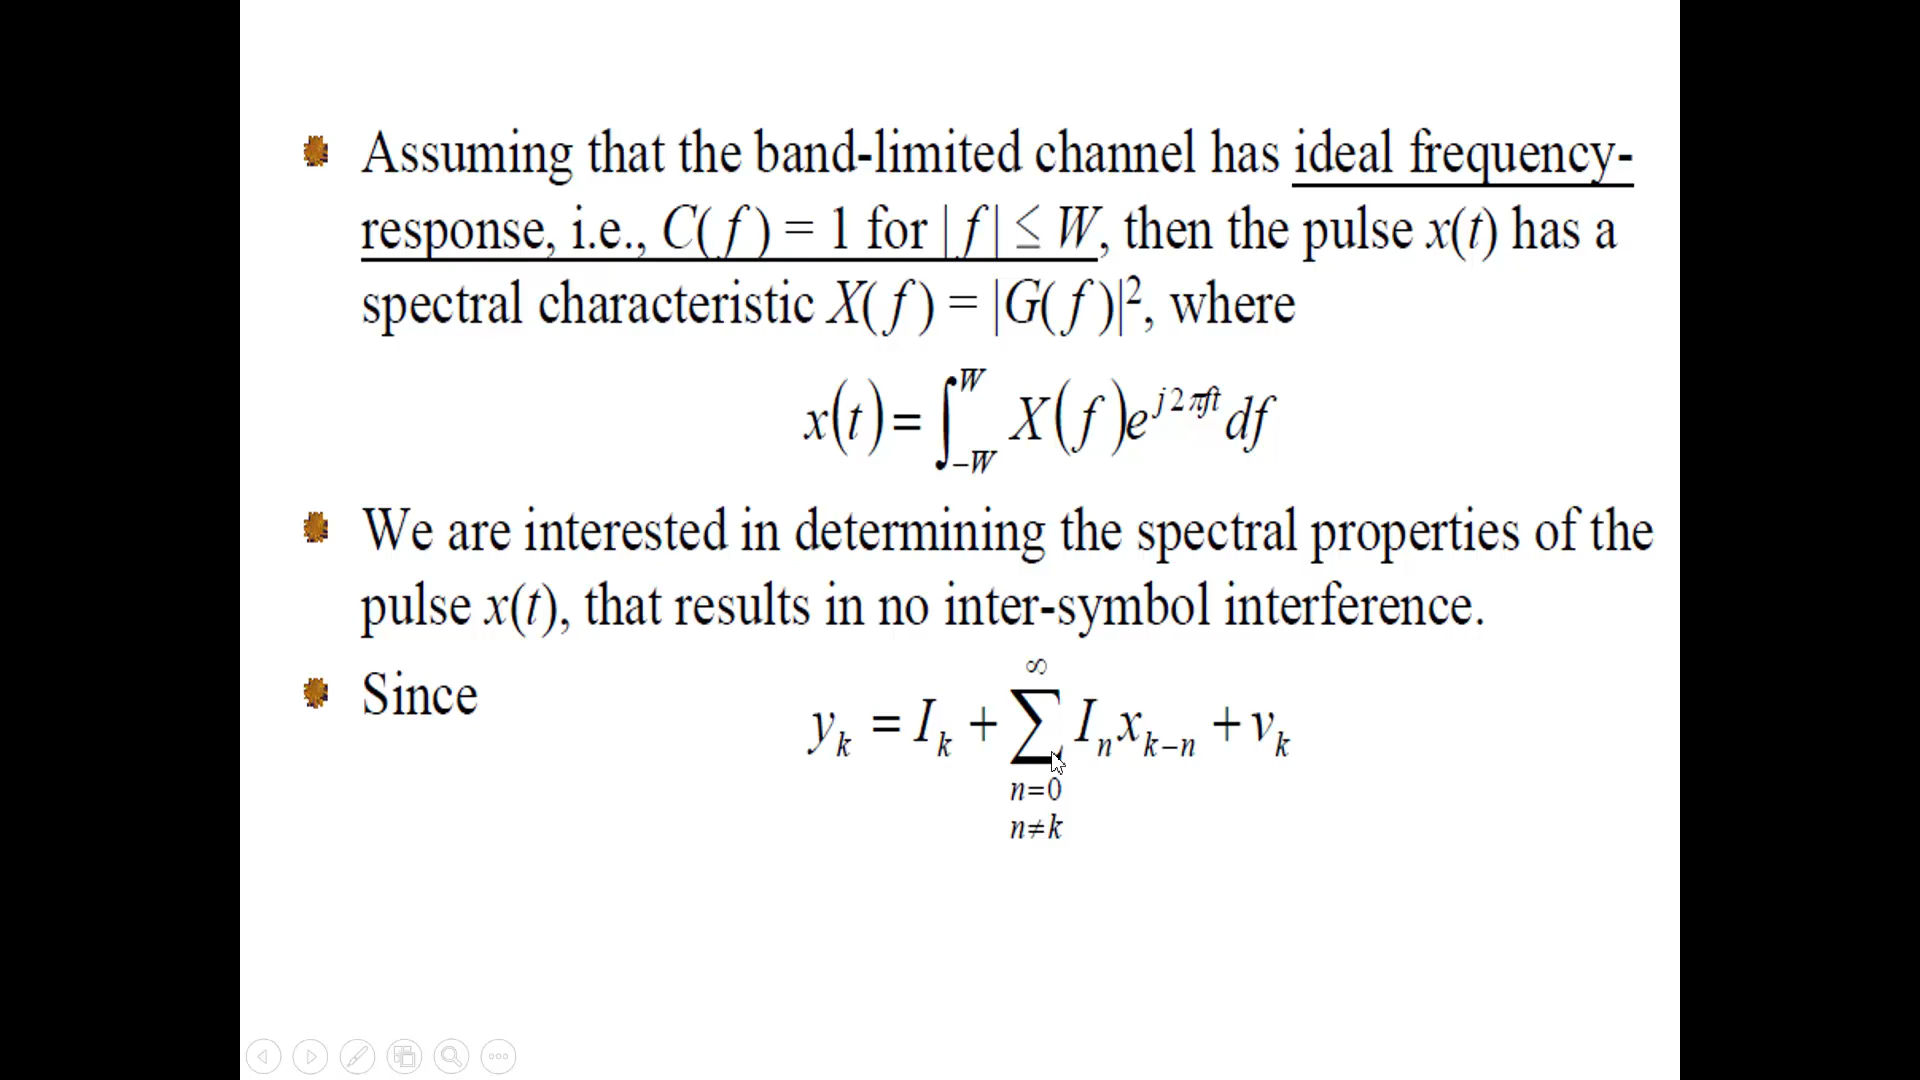 Assuming that the band-limited channel has ideal frequency-
response, i.e., C(f) = 1 for |f| ≤ W, then the pulse x(t) has a
spectral characteristic X(f) = |G(f)|², where
x(t) = ∫_{-W}^{W} X(f)e^{j2πft} df
We are interested in determining the spectral properties of the
pulse x(t), that results in no inter-symbol interference.
Since y_k = I_k + ∑_{n=0, n≠k}^{∞} I_n x_{k-n} + v_k